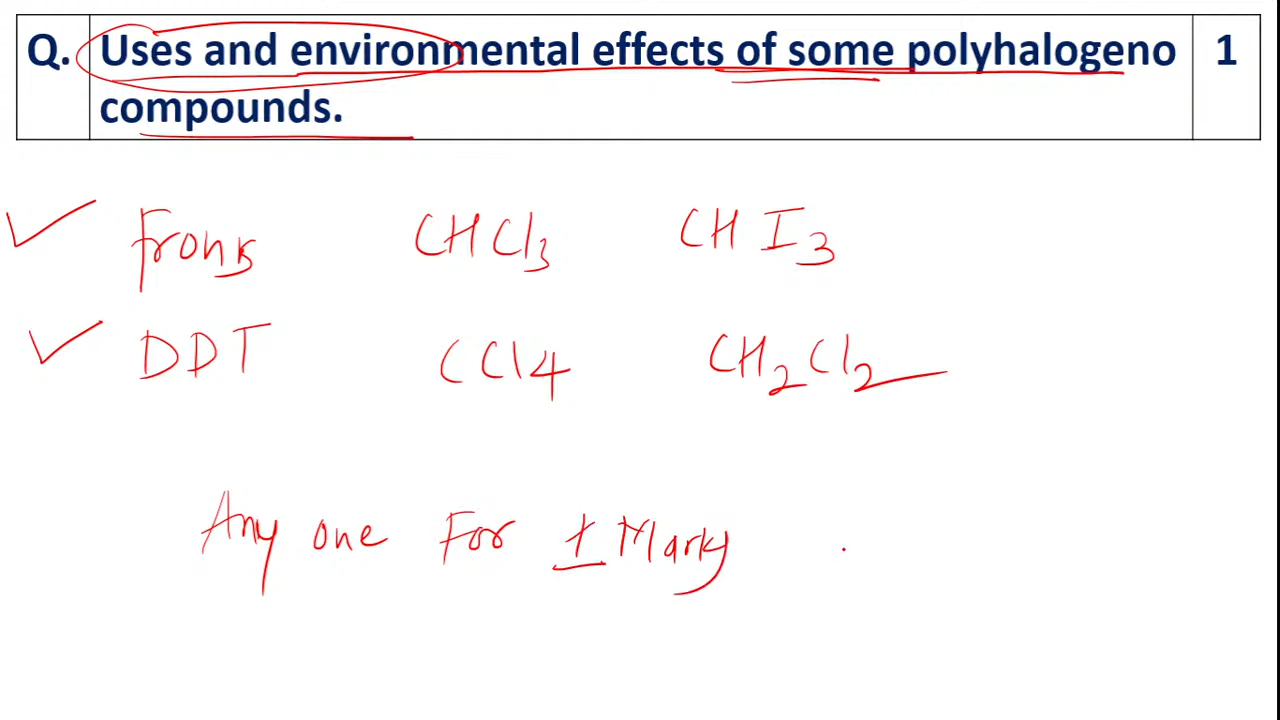 Q. Uses and environmental effects of some polyhalogeno 1
compounds.
Frons CHCl3 CHI3
DDT CCl4 CH2Cl2
Any one For 1 Mark